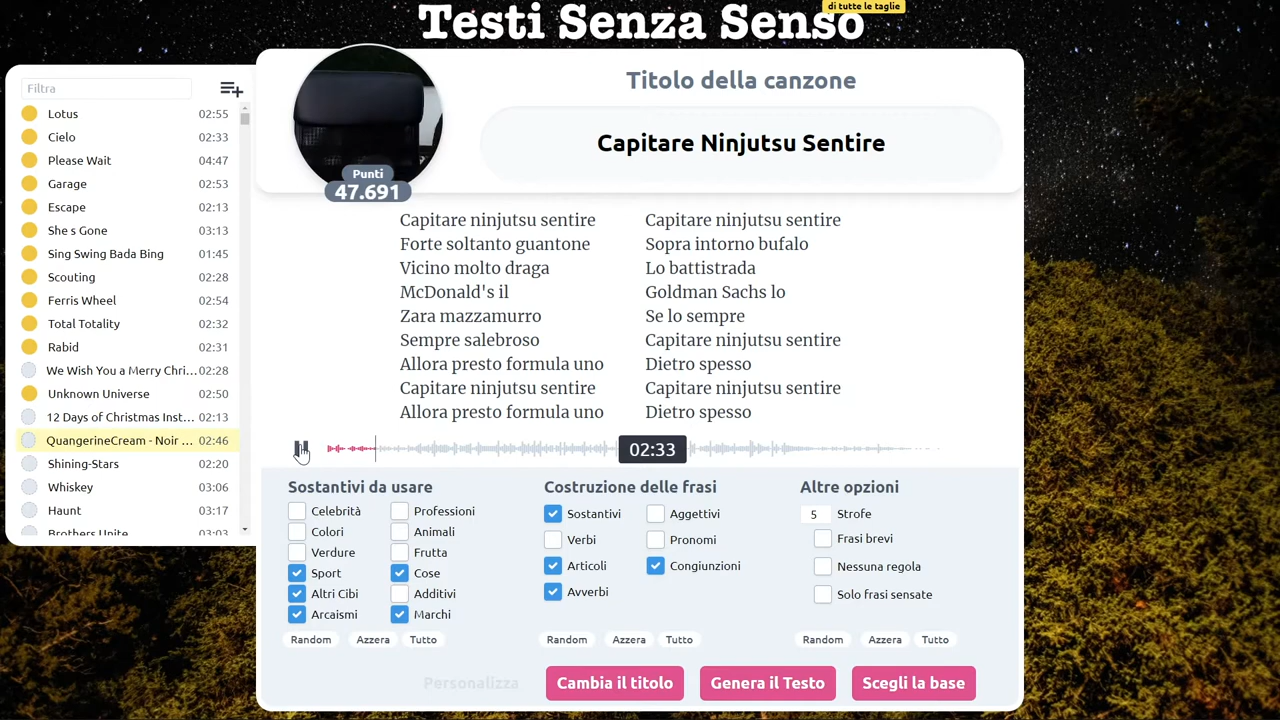 di tutte le taglie
Testi Senza Senso
Filtra
Lotus 02:55
Cielo 02:33
Please Wait 04:47
Garage 02:53
Escape 02:13
She s Gone 03:13
Sing Swing Bada Bing 01:45
Scouting 02:28
Ferris Wheel 02:54
Total Totality 02:32
Rabid 02:31
We Wish You a Merry Chri... 02:28
Unknown Universe 02:50
12 Days of Christmas Inst... 02:13
QuangerineCream - Noir ... 02:46
Shining-Stars 02:20
Whiskey 03:06
Haunt 03:17
Brothers Unite 03:03
Punti
47.691
Titolo della canzone
Capitare Ninjutsu Sentire
Capitare ninjutsu sentire
Forte soltanto guantone
Vicino molto draga
McDonald's il
Zara mazzamurro
Sempre salebroso
Allora presto formula uno
Capitare ninjutsu sentire
Allora presto formula uno
Capitare ninjutsu sentire
Sopra intorno bufalo
Lo battistrada
Goldman Sachs lo
Se lo sempre
Capitare ninjutsu sentire
Dietro spesso
Capitare ninjutsu sentire
Dietro spesso
02:33
Sostantivi da usare
Celebrità Professioni
Colori Animali
Verdure Frutta
Sport Cose
Altri Cibi Additivi
Arcaismi Marchi
Random Azzera Tutto
Costruzione delle frasi
Sostantivi Aggettivi
Verbi Pronomi
Articoli Congiunzioni
Avverbi
Random Azzera Tutto
Altre opzioni
5 Strofe
Frasi brevi
Nessuna regola
Solo frasi sensate
Random Azzera Tutto
Personalizza Cambia il titolo Genera il Testo Scegli la base